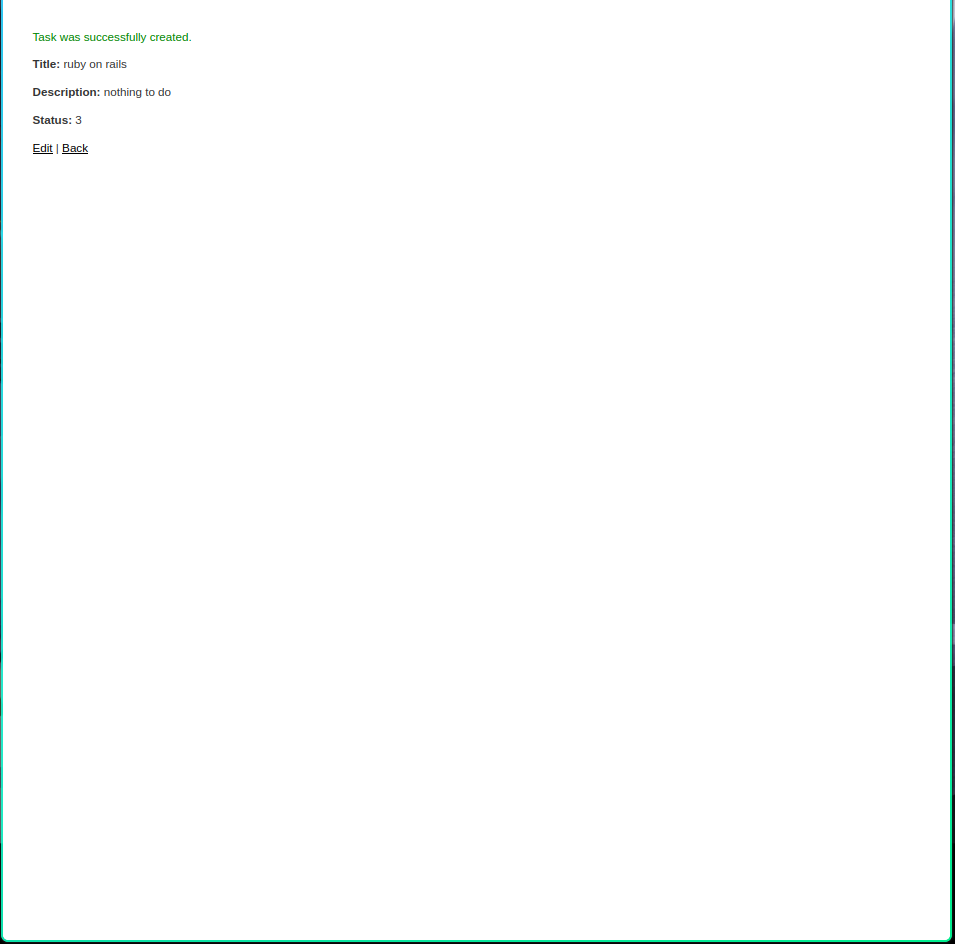 Task was successfully created.
Title: ruby on rails
Description: nothing to do
Status: 3
Edit | Back